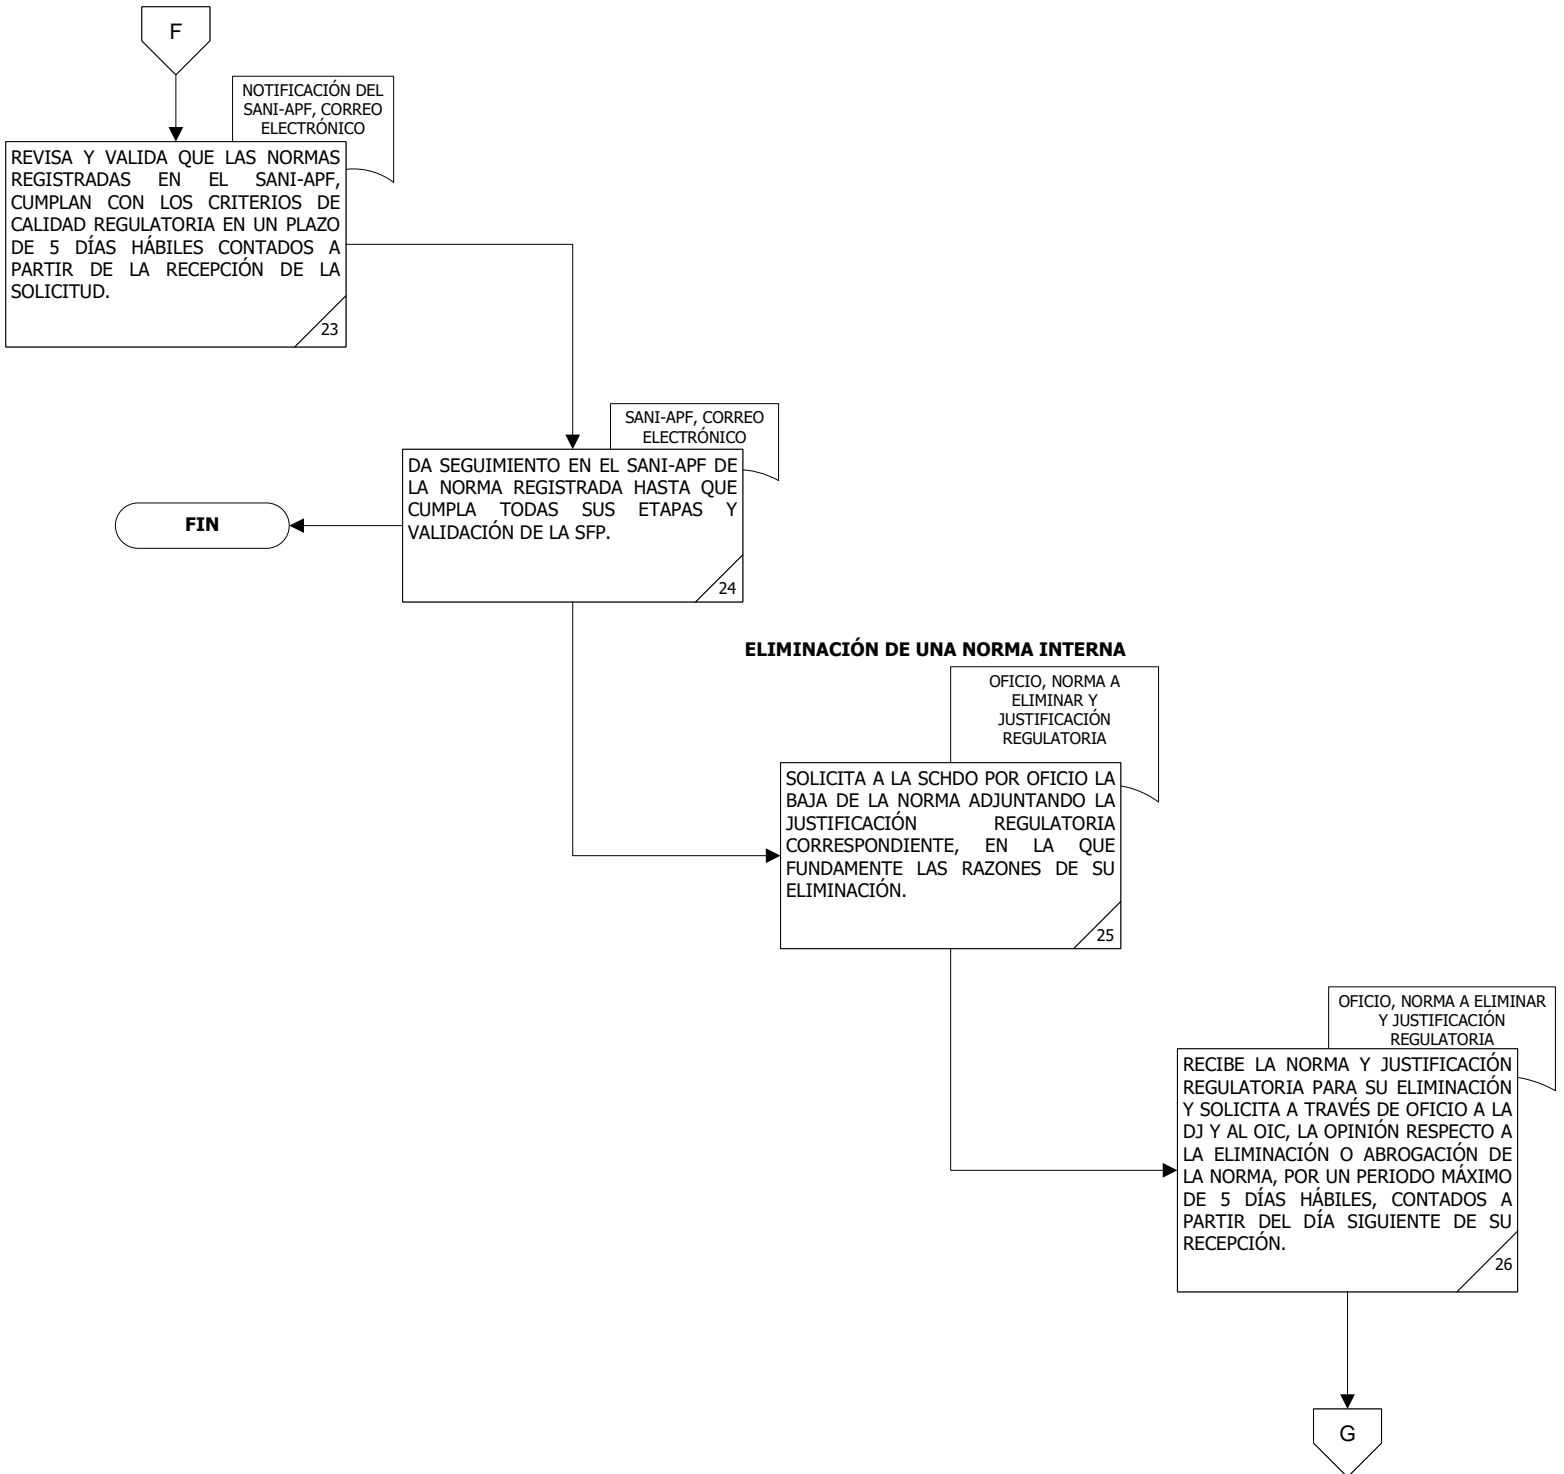 F
NOTIFICACIÓN DEL
SANI-APF, CORREO
ELECTRÓNICO
REVISA Y VALIDA QUE LAS NORMAS
REGISTRADAS EN EL SANI-APF,
CUMPLAN CON LOS CRITERIOS DE
CALIDAD REGULATORIA EN UN PLAZO
DE 5 DÍAS HÁBILES CONTADOS A
PARTIR DE LA RECEPCIÓN DE LA
SOLICITUD.
23
SANI-APF, CORREO
ELECTRÓNICO
DA SEGUIMIENTO EN EL SANI-APF DE
LA NORMA REGISTRADA HASTA QUE
CUMPLA TODAS SUS ETAPAS Y
VALIDACIÓN DE LA SFP.
24
FIN
ELIMINACIÓN DE UNA NORMA INTERNA
OFICIO, NORMA A
ELIMINAR Y
JUSTIFICACIÓN
REGULATORIA
SOLICITA A LA SCHDO POR OFICIO LA
BAJA DE LA NORMA ADJUNTANDO LA
JUSTIFICACIÓN REGULATORIA
CORRESPONDIENTE, EN LA QUE
FUNDAMENTE LAS RAZONES DE SU
ELIMINACIÓN.
25
OFICIO, NORMA A ELIMINAR
Y JUSTIFICACIÓN
REGULATORIA
RECIBE LA NORMA Y JUSTIFICACIÓN
REGULATORIA PARA SU ELIMINACIÓN
Y SOLICITA A TRAVÉS DE OFICIO A LA
DJ Y AL OIC, LA OPINIÓN RESPECTO A
LA ELIMINACIÓN O ABROGACIÓN DE
LA NORMA, POR UN PERIODO MÁXIMO
DE 5 DÍAS HÁBILES, CONTADOS A
PARTIR DEL DÍA SIGUIENTE DE SU
RECEPCIÓN.
26
G